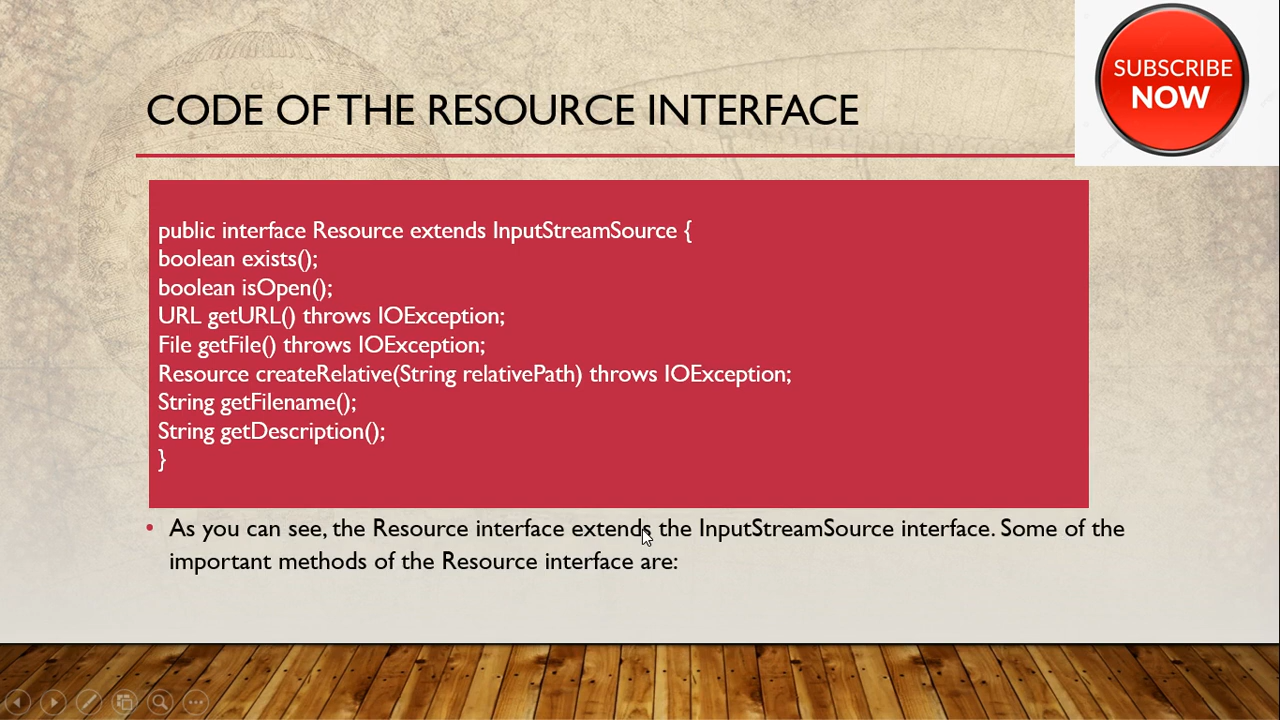 CODE OF THE RESOURCE INTERFACE
SUBSCRIBE
NOW
public interface Resource extends InputStreamSource {
boolean exists();
boolean isOpen();
URL getURL() throws IOException;
File getFile() throws IOException;
Resource createRelative(String relativePath) throws IOException;
String getFilename();
String getDescription();
}
• As you can see, the Resource interface extends the InputStreamSource interface. Some of the
important methods of the Resource interface are: